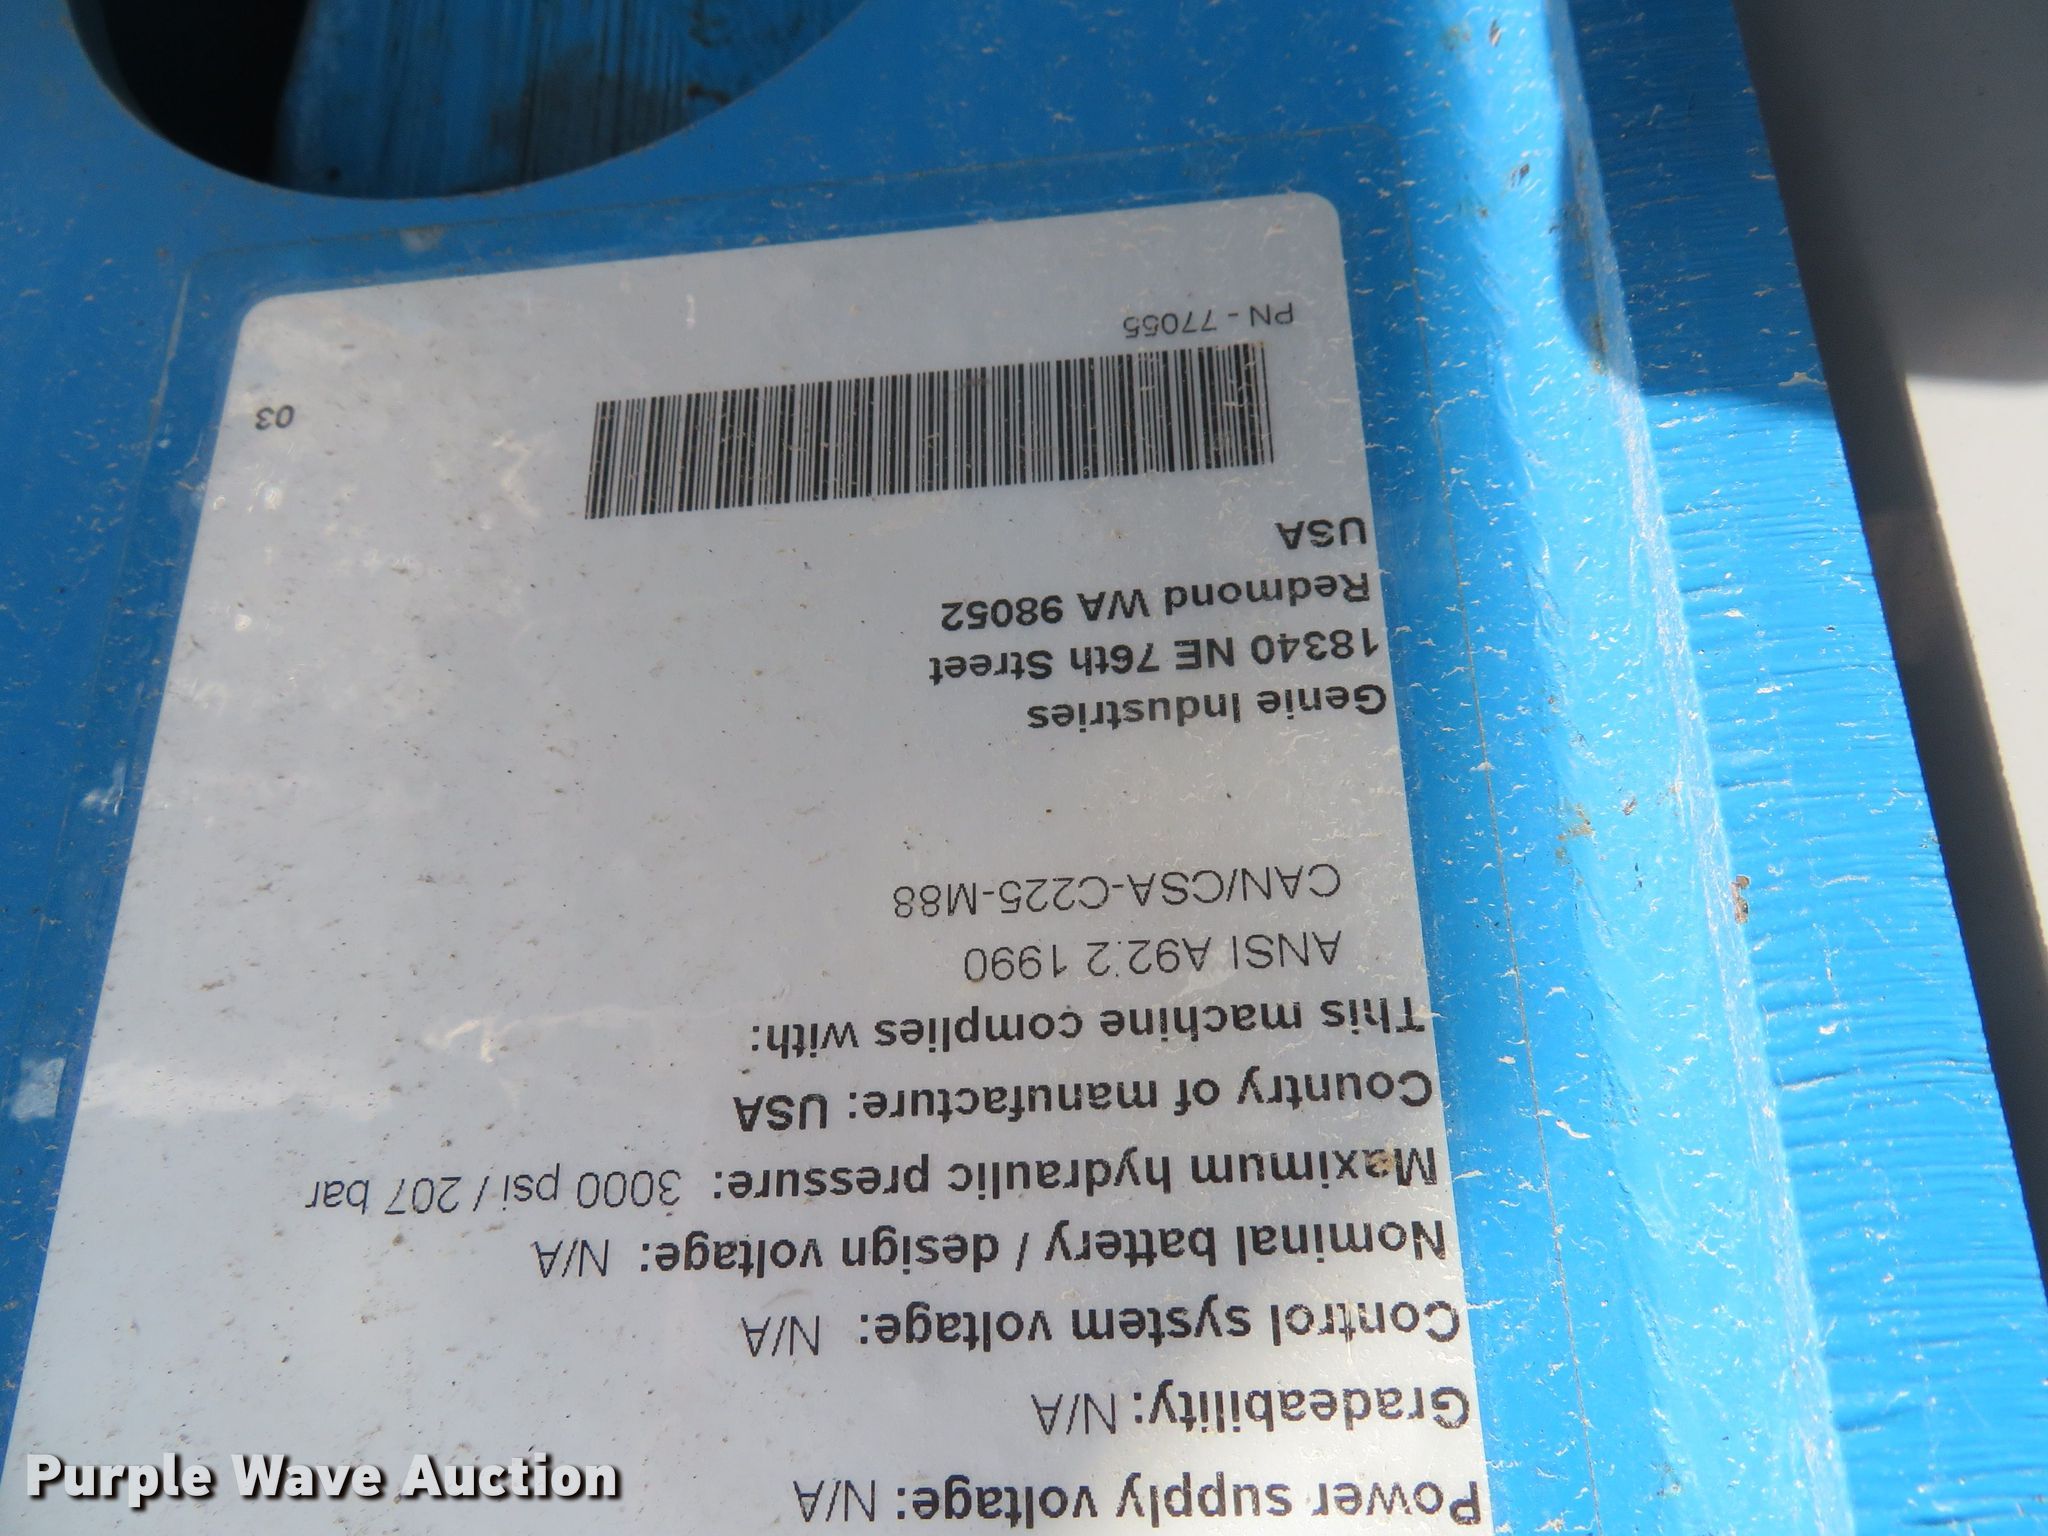 Power supply voltage: N/A
Gradeability: N/A
Control system voltage: N/A
Nominal battery / design voltage: N/A
Maximum hydraulic pressure: 3000 psi / 207 bar
Country of manufacture: USA
This machine complies with:
ANSI A92.2 1990
CAN/CSA-C225-M88
Genie Industries
18340 NE 76th Street
Redmond WA 98052
USA
PN - 77055
03
Purple Wave Auction